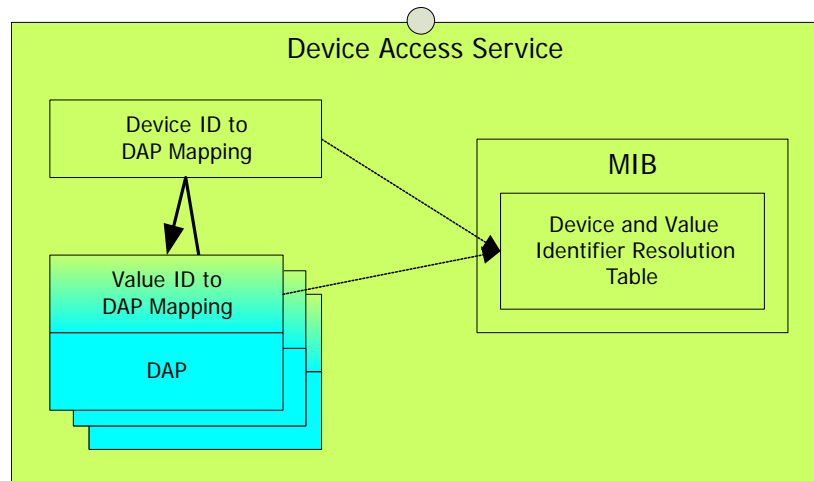 Device Access Service
Device ID to
DAP Mapping
MIB
Device and Value
Identifier Resolution
Table
Value ID to
DAP Mapping
DAP